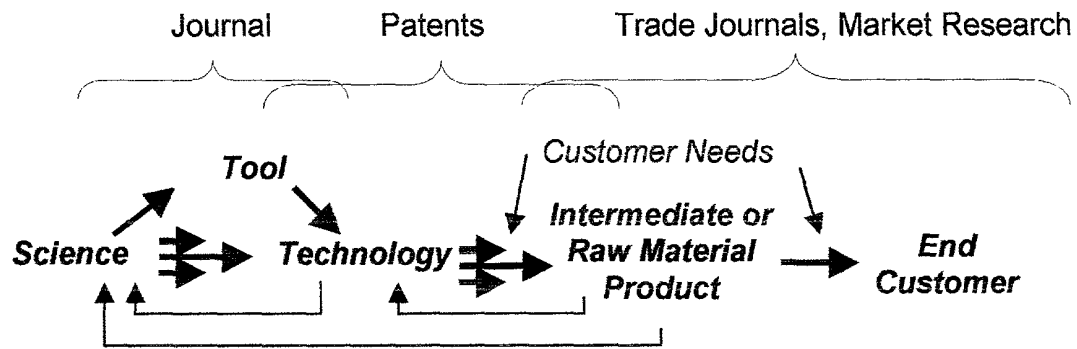 Journal
Patents
Trade Journals, Market Research
Customer Needs
Tool
Science
Technology
Intermediate or
Raw Material
Product
End
Customer